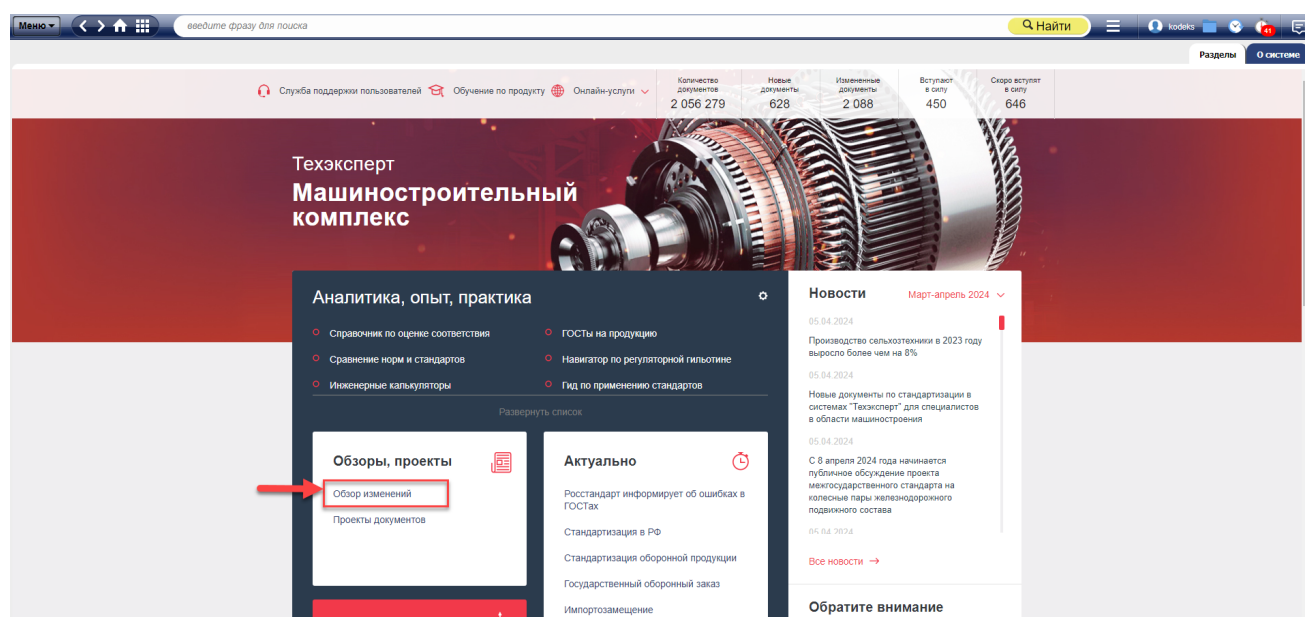 Меню
введите фразу для поиска
Найти
kodeks
41
Разделы
О системе
Служба поддержки пользователей
Обучение по продукту
Онлайн-услуги
Количество
документов
2 056 279
Новые
документы
628
Измененные
документы
2 088
Вступают
в силу
450
Скоро вступят
в силу
646
Техэксперт
Машиностроительный
комплекс
Аналитика, опыт, практика
Справочник по оценке соответствия
ГОСТы на продукцию
Сравнение норм и стандартов
Навигатор по регуляторной гильотине
Инженерные калькуляторы
Гид по применению стандартов
Развернуть список
Обзоры, проекты
Обзор изменений
Проекты документов
Актуально
Росстандарт информирует об ошибках в
ГОСТах
Стандартизация в РФ
Стандартизация оборонной продукции
Государственный оборонный заказ
Импортозамещение
Новости
Март-апрель 2024
05.04.2024
Производство сельхозтехники в 2023 году
выросло более чем на 8%
05.04.2024
Новые документы по стандартизации в
системах "Техэксперт" для специалистов
в области машиностроения
05.04.2024
С 8 апреля 2024 года начинается
публичное обсуждение проекта
межгосударственного стандарта на
колесные пары железнодорожного
подвижного состава
05.04.2024
Все новости
Обратите внимание